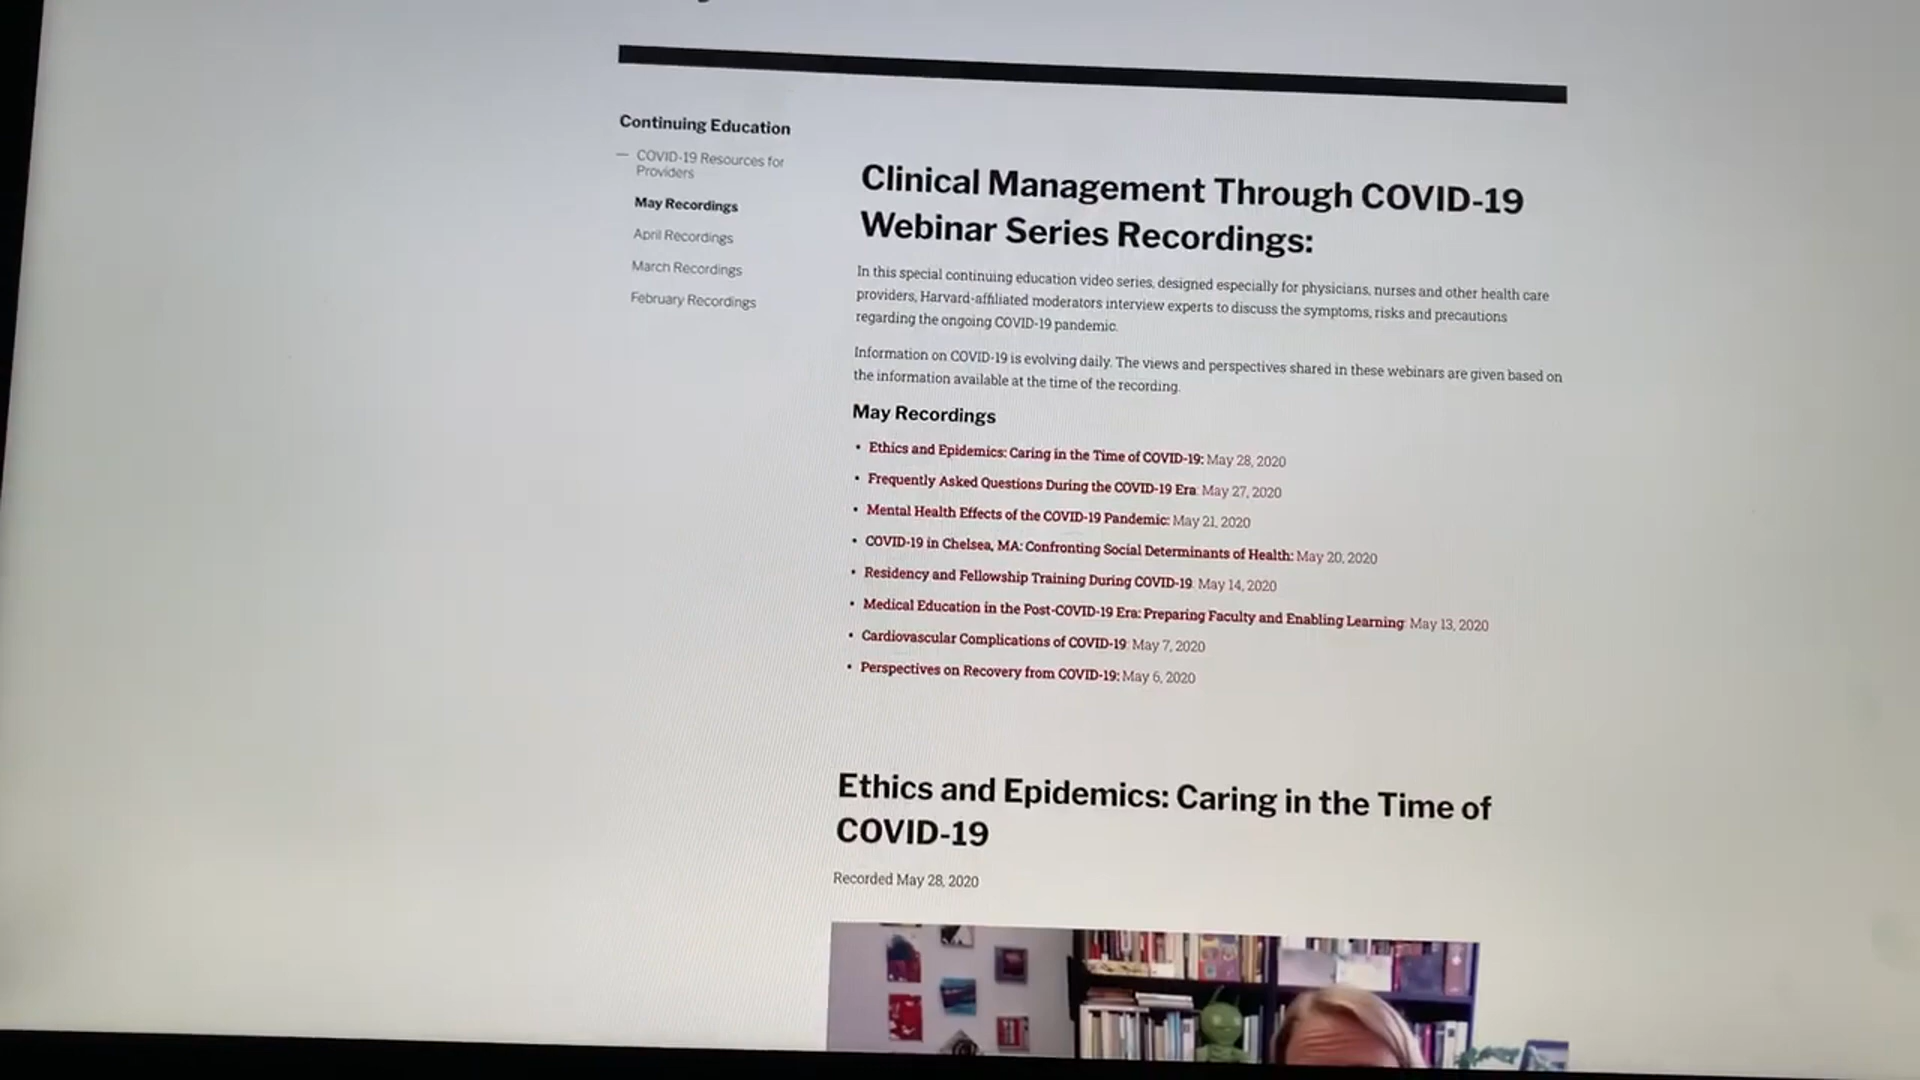 Continuing Education
— COVID-19 Resources for
Providers
May Recordings
April Recordings
March Recordings
February Recordings
Clinical Management Through COVID-19
Webinar Series Recordings:
In this special continuing education video series, designed especially for physicians, nurses and other health care
providers, Harvard-affiliated moderators interview experts to discuss the symptoms, risks and precautions
regarding the ongoing COVID-19 pandemic.
Information on COVID-19 is evolving daily. The views and perspectives shared in these webinars are given based on
the information available at the time of the recording.
May Recordings
• Ethics and Epidemics: Caring in the Time of COVID-19: May 28, 2020
• Frequently Asked Questions During the COVID-19 Era: May 27, 2020
• Mental Health Effects of the COVID-19 Pandemic: May 21, 2020
• COVID-19 in Chelsea, MA: Confronting Social Determinants of Health: May 20, 2020
• Residency and Fellowship Training During COVID-19: May 14, 2020
• Medical Education in the Post-COVID-19 Era: Preparing Faculty and Enabling Learning: May 13, 2020
• Cardiovascular Complications of COVID-19: May 7, 2020
• Perspectives on Recovery from COVID-19: May 6, 2020
Ethics and Epidemics: Caring in the Time of
COVID-19
Recorded May 28, 2020